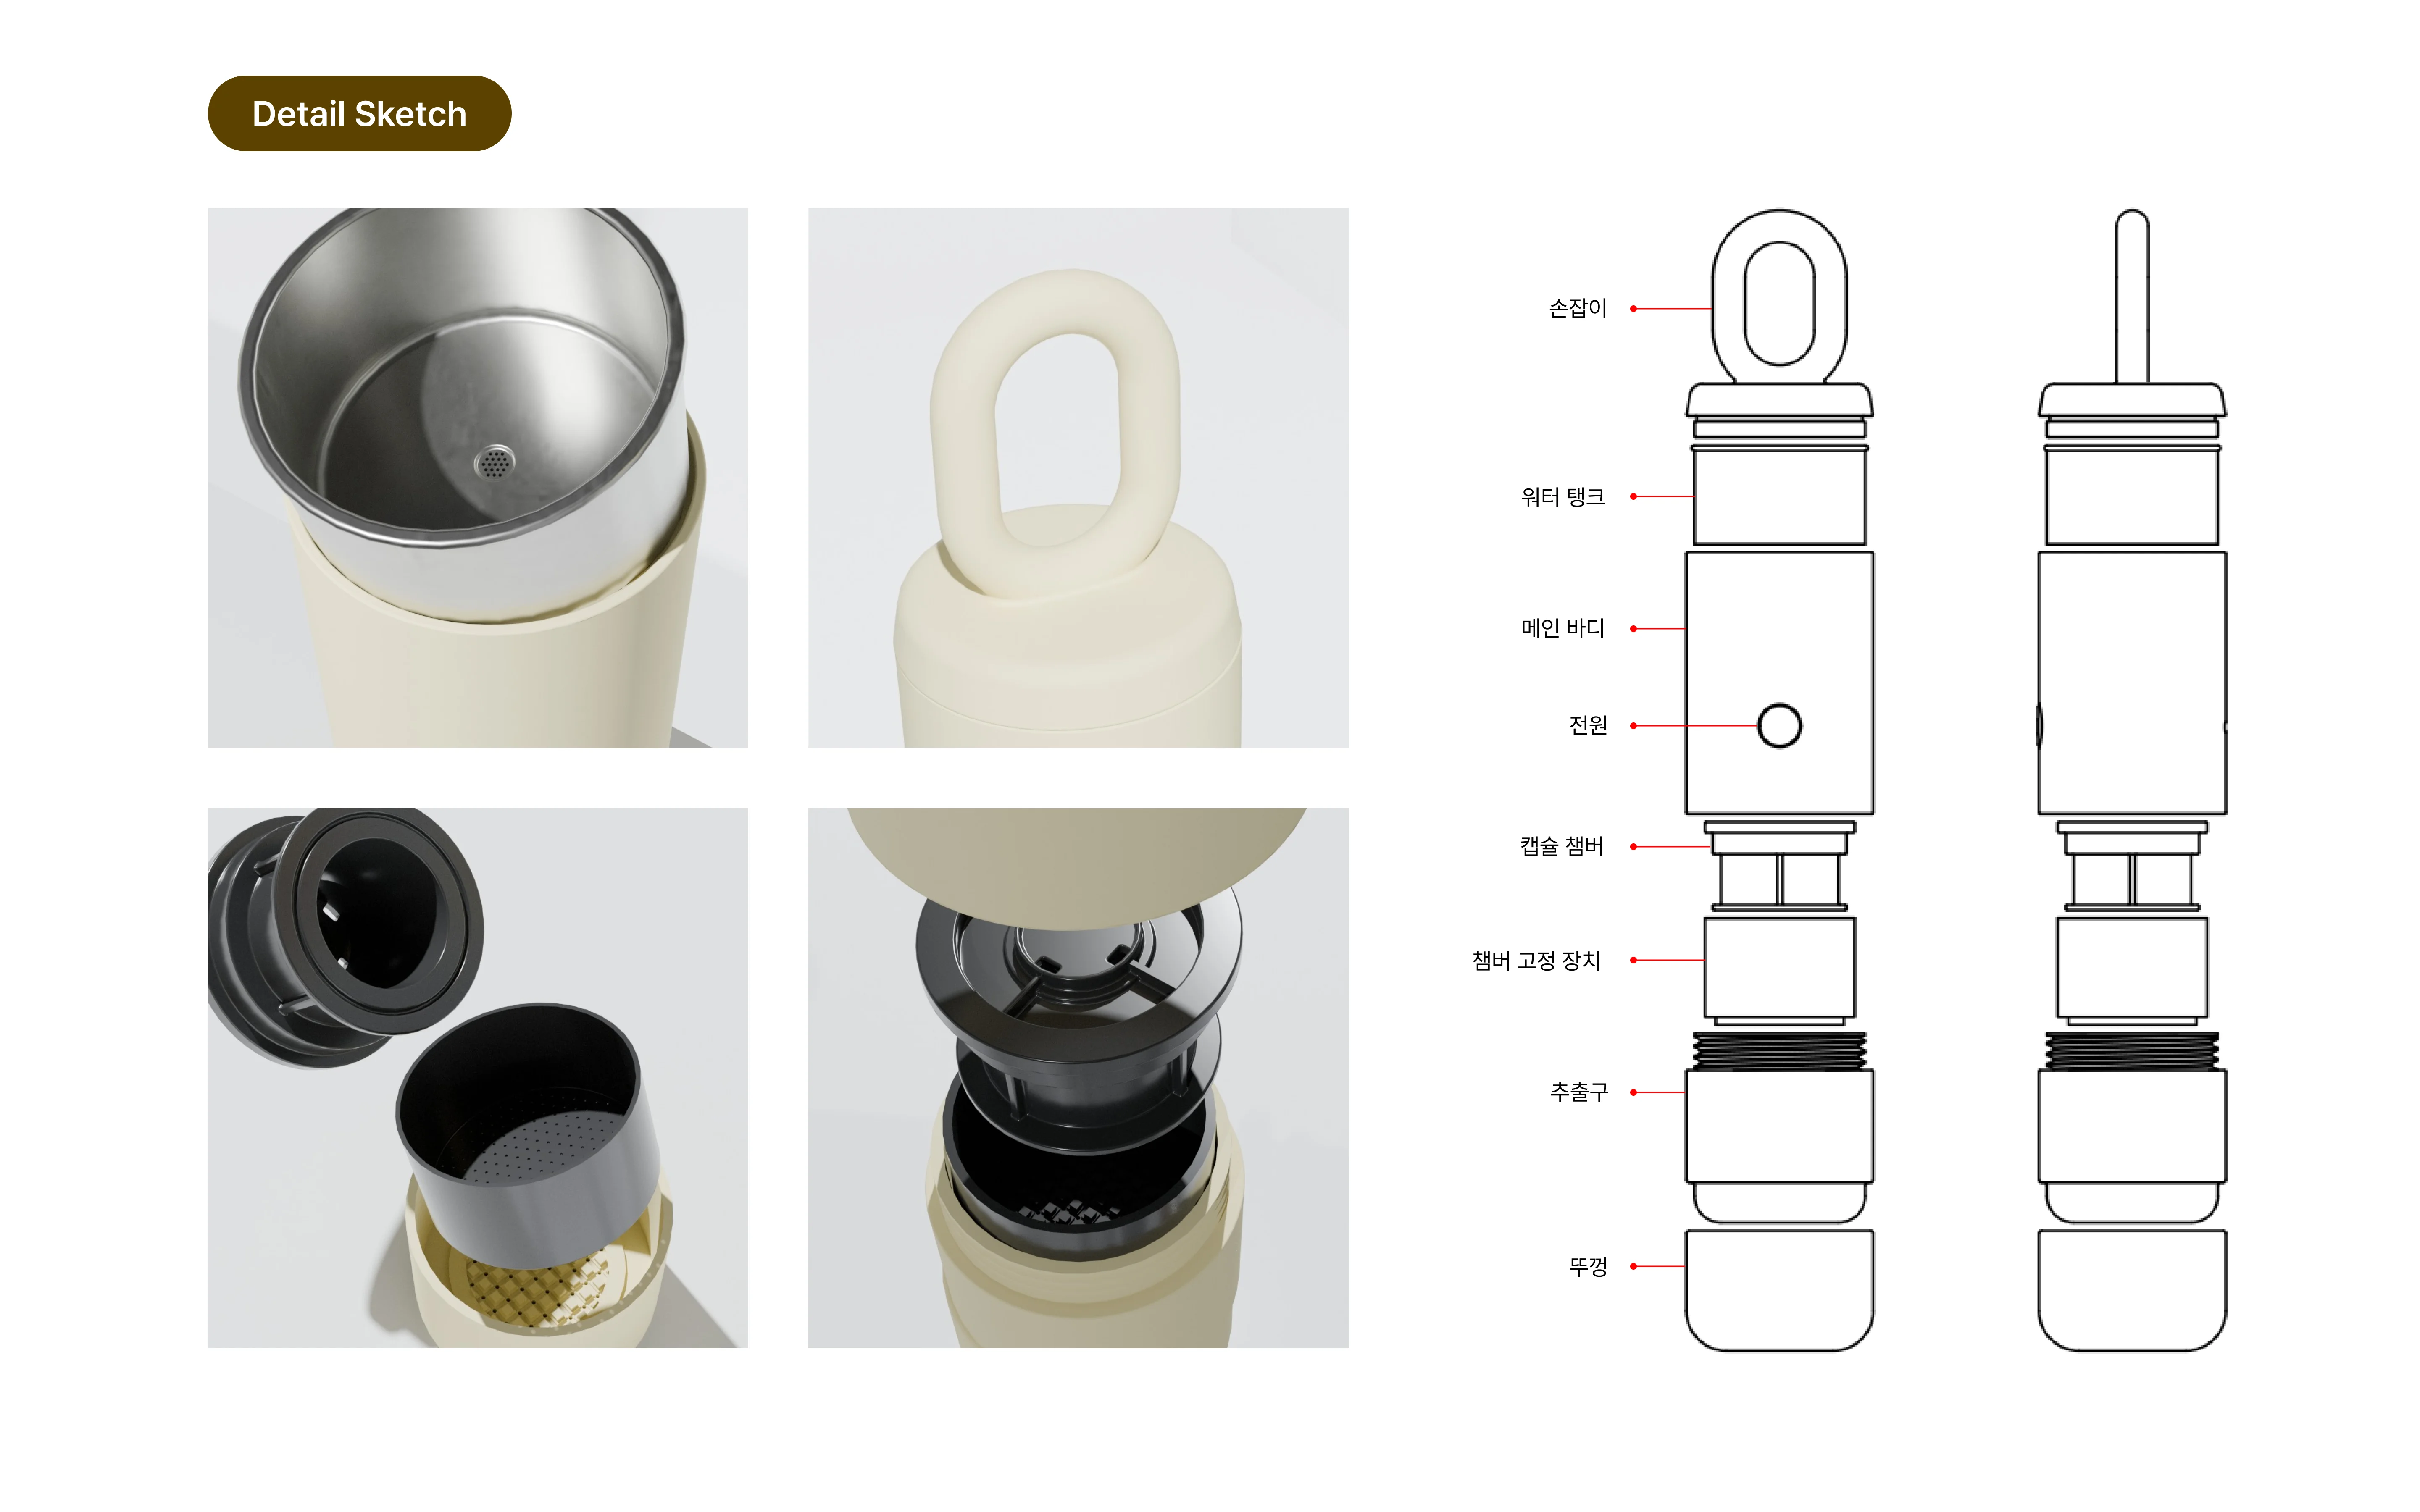 Detail Sketch
손잡이
워터 탱크
메인 바디
전원
캡슐 챔버
챔버 고정 장치
추출구
뚜껑